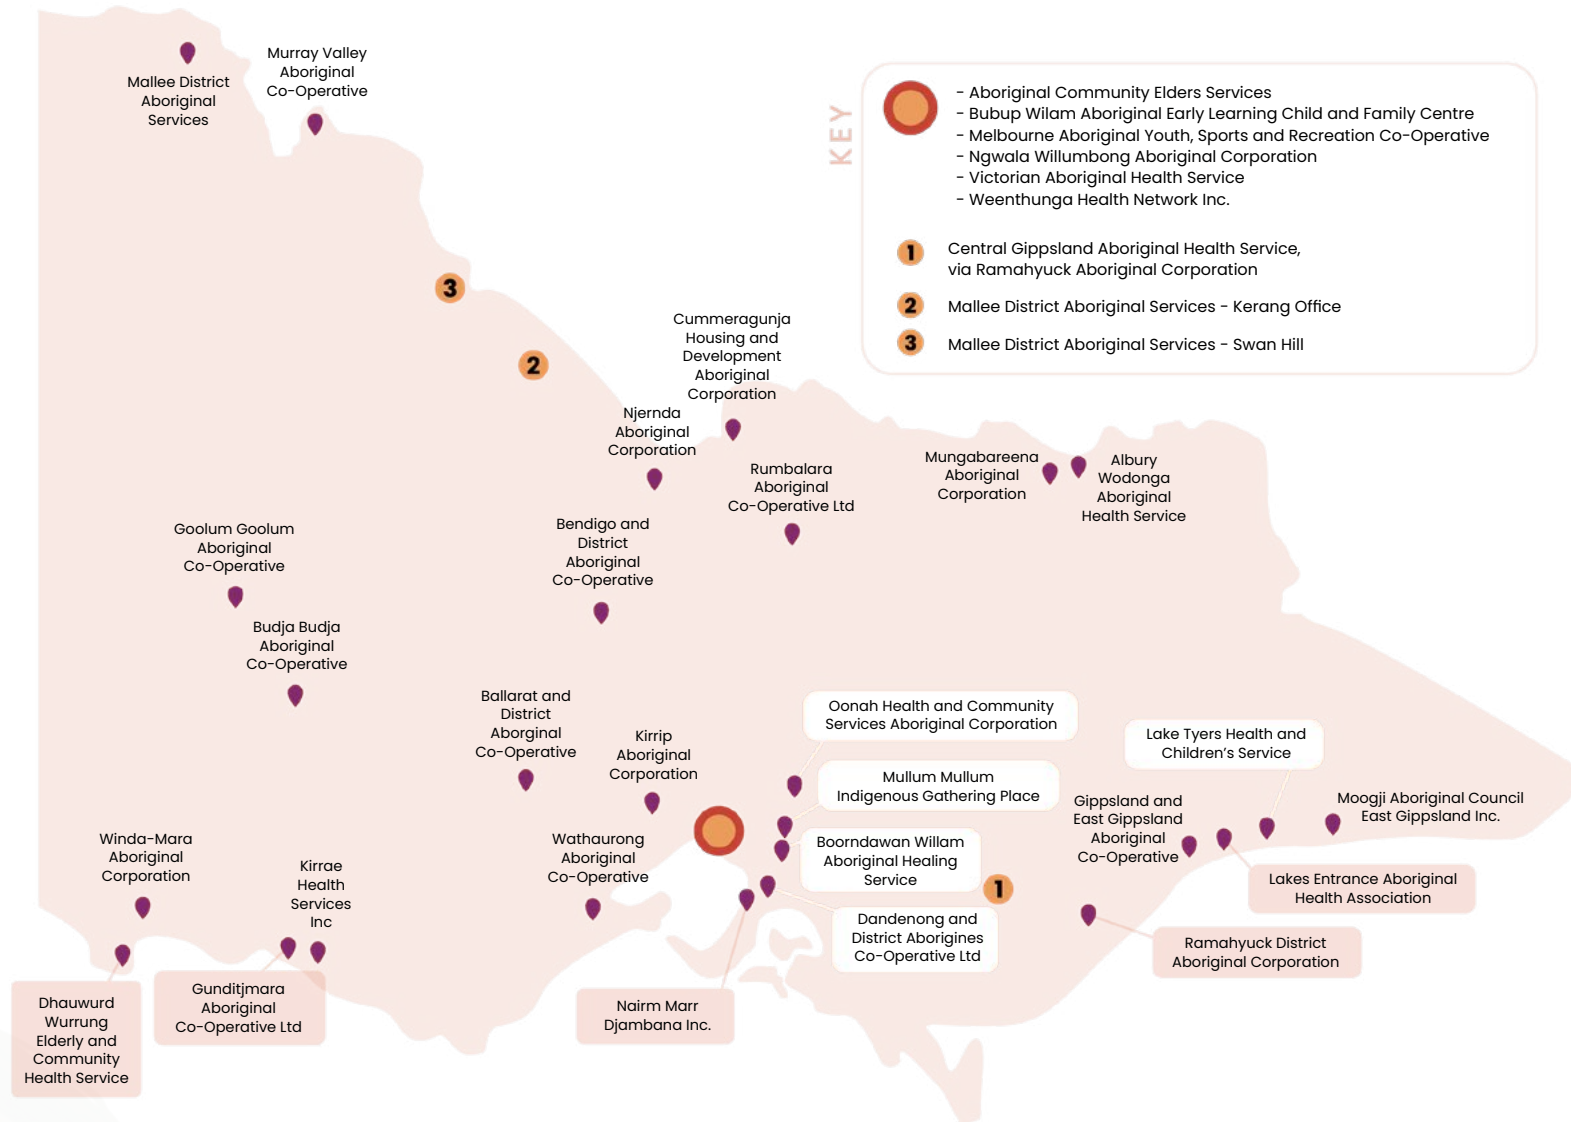 Mallee District
Aboriginal
Services
Murray Valley
Aboriginal
Co-Operative
KEY
- Aboriginal Community Elders Services
- Bubup Wilam Aboriginal Early Learning Child and Family Centre
- Melbourne Aboriginal Youth, Sports and Recreation Co-Operative
- Ngwala Willumbong Aboriginal Corporation
- Victorian Aboriginal Health Service
- Weenthunga Health Network Inc.
1
Central Gippsland Aboriginal Health Service,
via Ramahyuck Aboriginal Corporation
2
Mallee District Aboriginal Services - Kerang Office
3
Mallee District Aboriginal Services - Swan Hill
3
2
Cummeragunja
Housing and
Development
Aboriginal
Corporation
Njernda
Aboriginal
Corporation
Rumbalara
Aboriginal
Co-Operative Ltd
Mungabareena
Aboriginal
Corporation
Albury
Wodonga
Aboriginal
Health Service
Goolum Goolum
Aboriginal
Co-Operative
Bendigo and
District
Aboriginal
Co-Operative
Budja Budja
Aboriginal
Co-Operative
Ballarat and
District
Aborginal
Co-Operative
Kirrip
Aboriginal
Corporation
Oonah Health and Community
Services Aboriginal Corporation
Lake Tyers Health and
Children's Service
Mullum Mullum
Indigenous Gathering Place
Gippsland and
East Gippsland
Aboriginal
Co-Operative
Moogji Aboriginal Council
East Gippsland Inc.
Winda-Mara
Aboriginal
Corporation
Kirrae
Health
Services
Inc
Wathaurong
Aboriginal
Co-Operative
Boorndawan Willam
Aboriginal Healing
Service
1
Lakes Entrance Aboriginal
Health Association
Dandenong and
District Aborigines
Co-Operative Ltd
Ramahyuck District
Aboriginal Corporation
Dhauwurd
Wurrung
Elderly and
Community
Health Service
Gunditjmara
Aboriginal
Co-Operative Ltd
Nairm Marr
Djambana Inc.